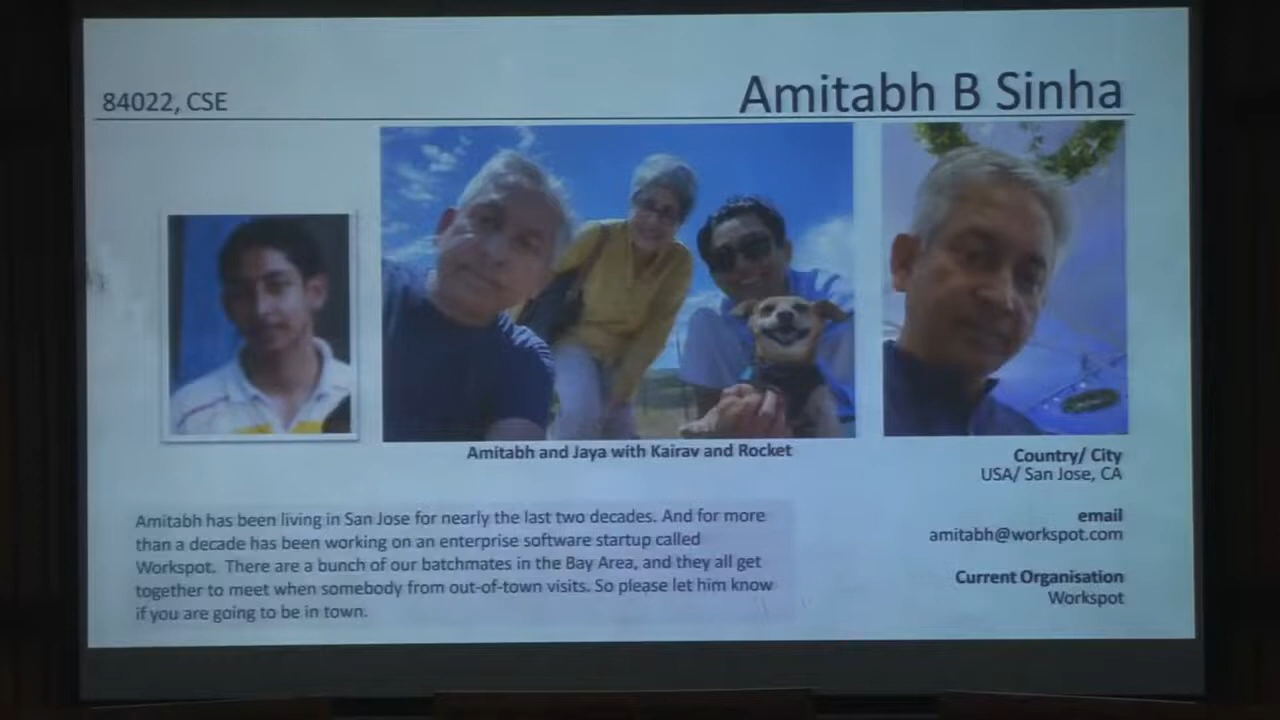 84022, CSE
Amitabh B Sinha
Amitabh and Jaya with Kairav and Rocket
Country/ City
USA/ San Jose, CA
email
amitabh@workspot.com
Current Organisation
Workspot
Amitabh has been living in San Jose for nearly the last two decades. And for more
than a decade has been working on an enterprise software startup called
Workspot. There are a bunch of our batchmates in the Bay Area, and they all get
together to meet when somebody from out-of-town visits. So please let him know
if you are going to be in town.